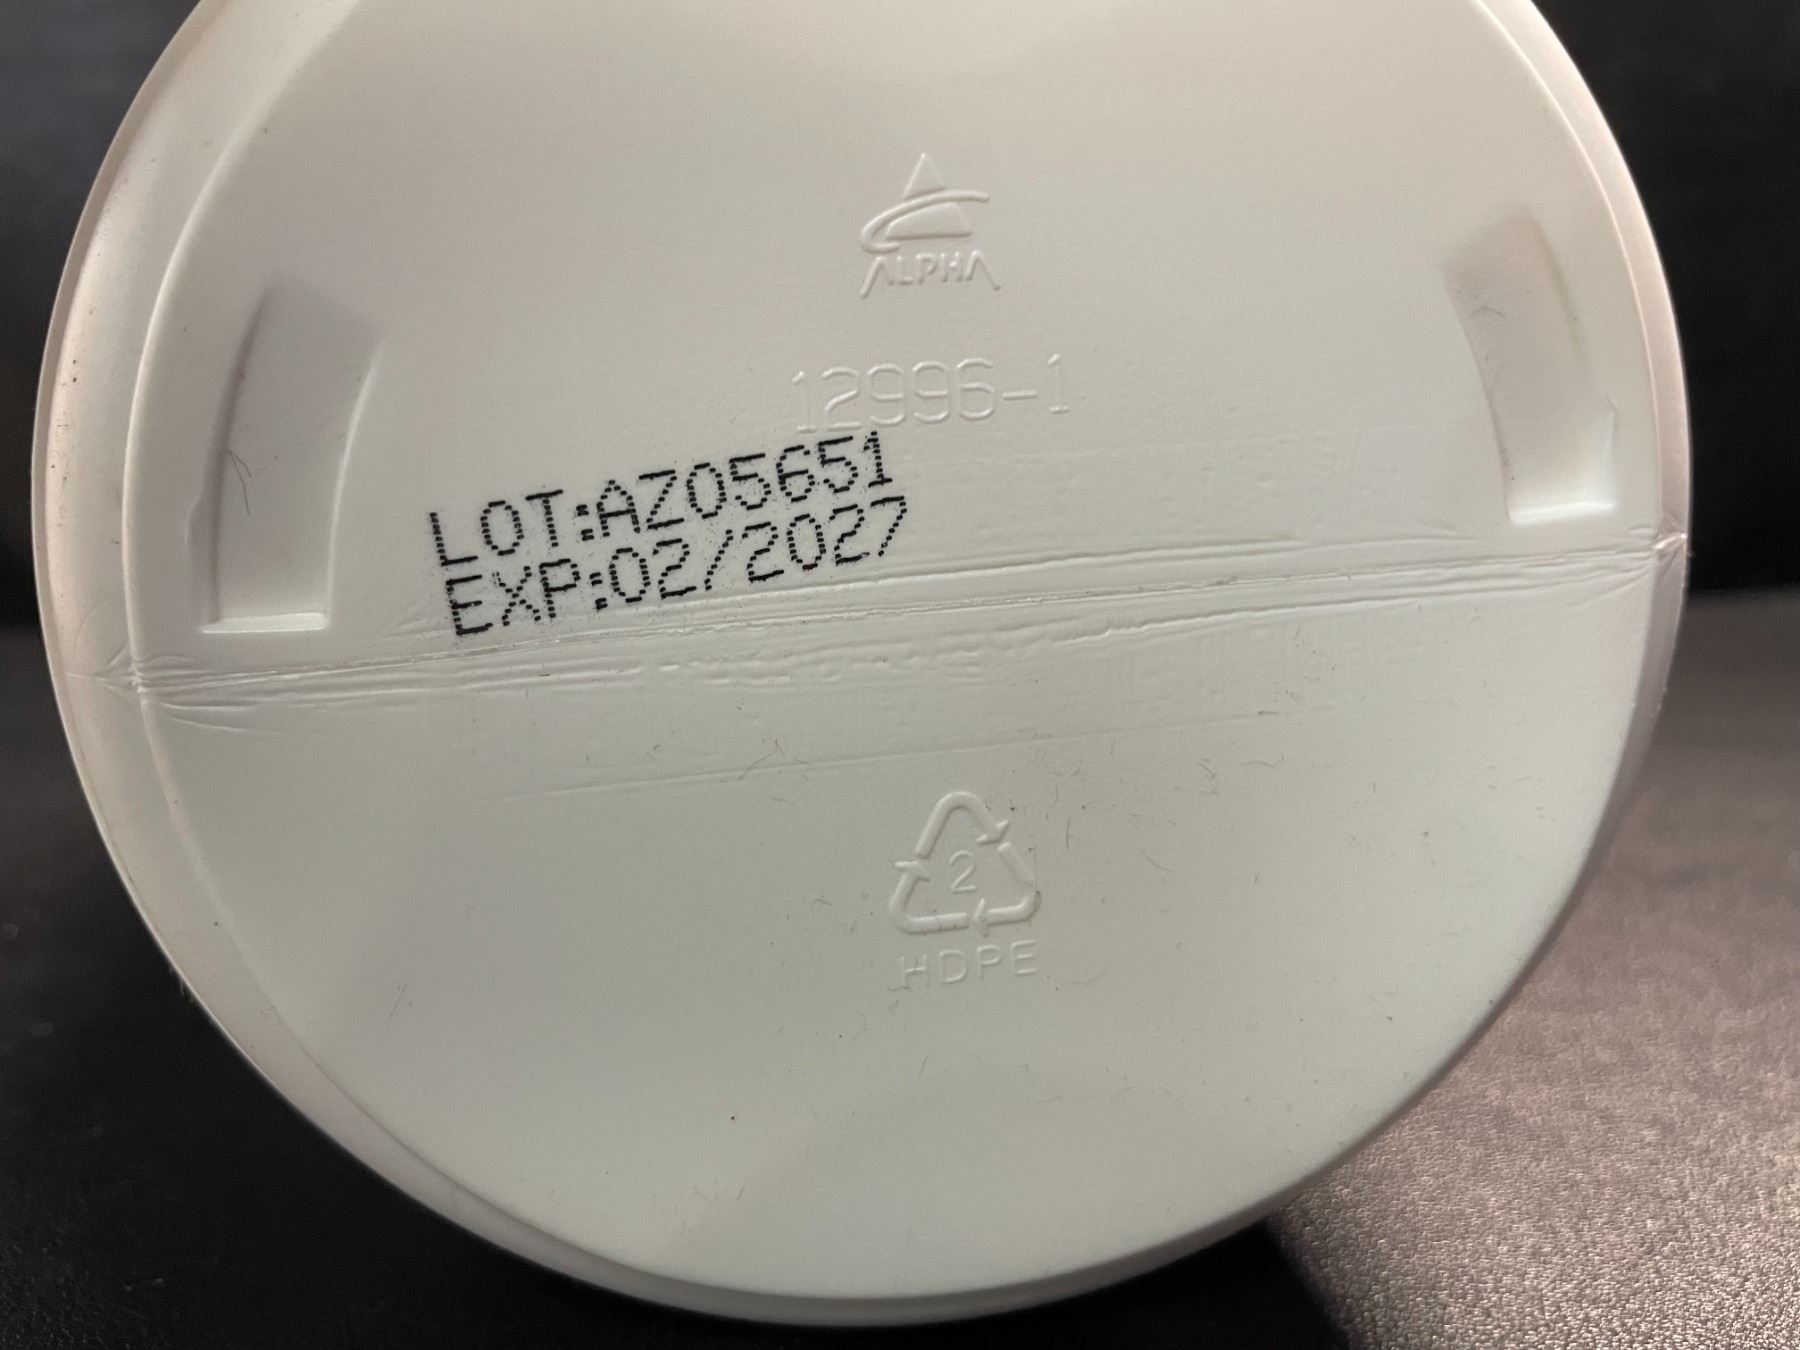 ALPHA
12996-1
LOT:AZ05651
EXP:02/2027
2
HDPE